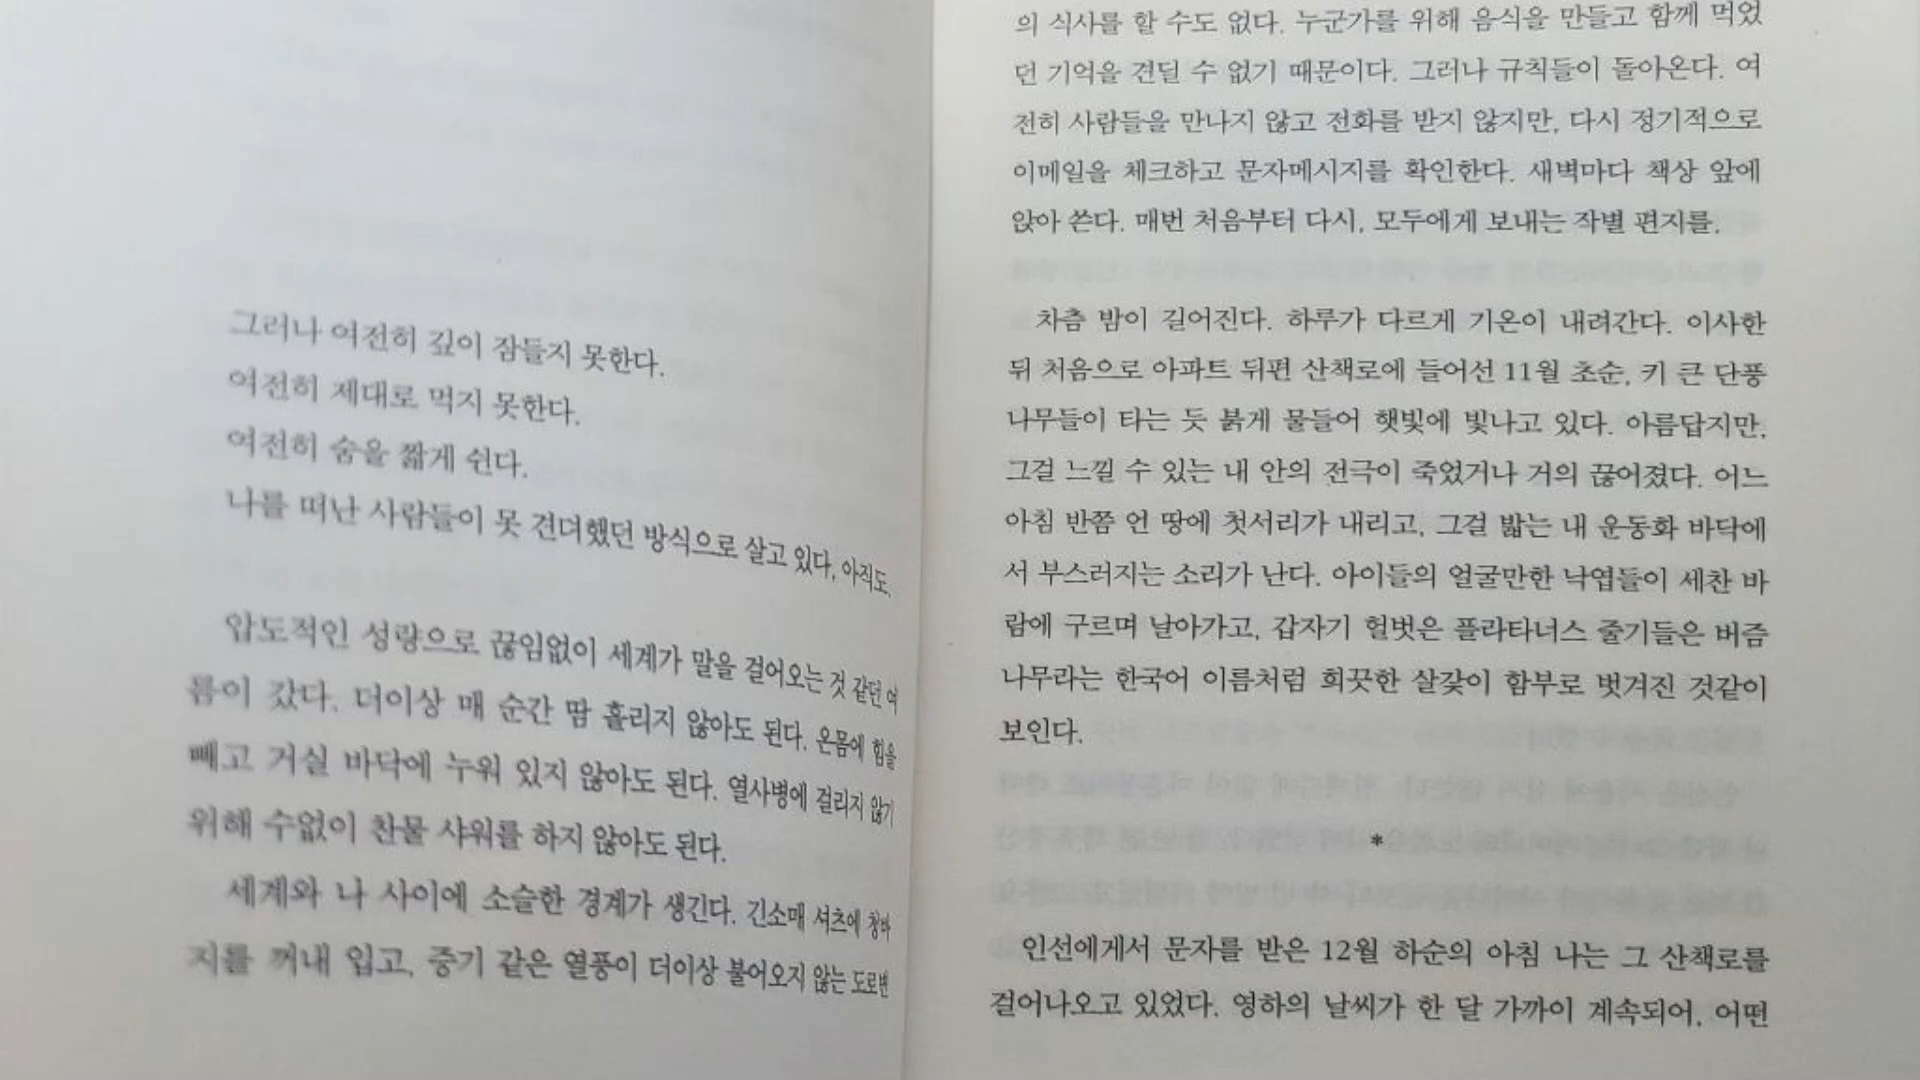 그러나 여전히 깊이 잠들지 못한다.
여전히 제대로 먹지 못한다.
여전히 숨을 짧게 쉰다.
나를 떠난 사람들이 못 견뎌했던 방식으로 살고 있다, 아직도.
압도적인 성량으로 끊임없이 세계가 말을 걸어오는 것 같던 여
름이 갔다. 더이상 매 순간 땀 흘리지 않아도 된다. 온몸에 힘을
빼고 거실 바닥에 누워 있지 않아도 된다. 열사병에 걸리지 않기
위해 수없이 찬물 샤워를 하지 않아도 된다.
세계와 나 사이에 소슬한 경계가 생긴다. 긴소매 셔츠에 청바
지를 꺼내 입고, 증기 같은 열풍이 더이상 불어오지 않는 도로변
의 식사를 할 수도 없다. 누군가를 위해 음식을 만들고 함께 먹었
던 기억을 견딜 수 없기 때문이다. 그러나 규칙들이 돌아온다. 여
전히 사람들을 만나지 않고 전화를 받지 않지만, 다시 정기적으로
이메일을 체크하고 문자메시지를 확인한다. 새벽마다 책상 앞에
앉아 쓴다. 매번 처음부터 다시, 모두에게 보내는 작별 편지를.
차츰 밤이 길어진다. 하루가 다르게 기온이 내려간다. 이사한
뒤 처음으로 아파트 뒤편 산책로에 들어선 11월 초순, 키 큰 단풍
나무들이 타는 듯 붉게 물들어 햇빛에 빛나고 있다. 아름답지만,
그걸 느낄 수 있는 내 안의 전극이 죽었거나 거의 끊어졌다. 어느
아침 반쯤 언 땅에 첫서리가 내리고, 그걸 밟는 내 운동화 바닥에
서 부스러지는 소리가 난다. 아이들의 얼굴만한 낙엽들이 세찬 바
람에 구르며 날아가고, 갑자기 헐벗은 플라타너스 줄기들은 버즘
나무라는 한국어 이름처럼 희끗한 살갗이 함부로 벗겨진 것같이
보인다.
*
인선에게서 문자를 받은 12월 하순의 아침 나는 그 산책로를
걸어나오고 있었다. 영하의 날씨가 한 달 가까이 계속되어, 어떤